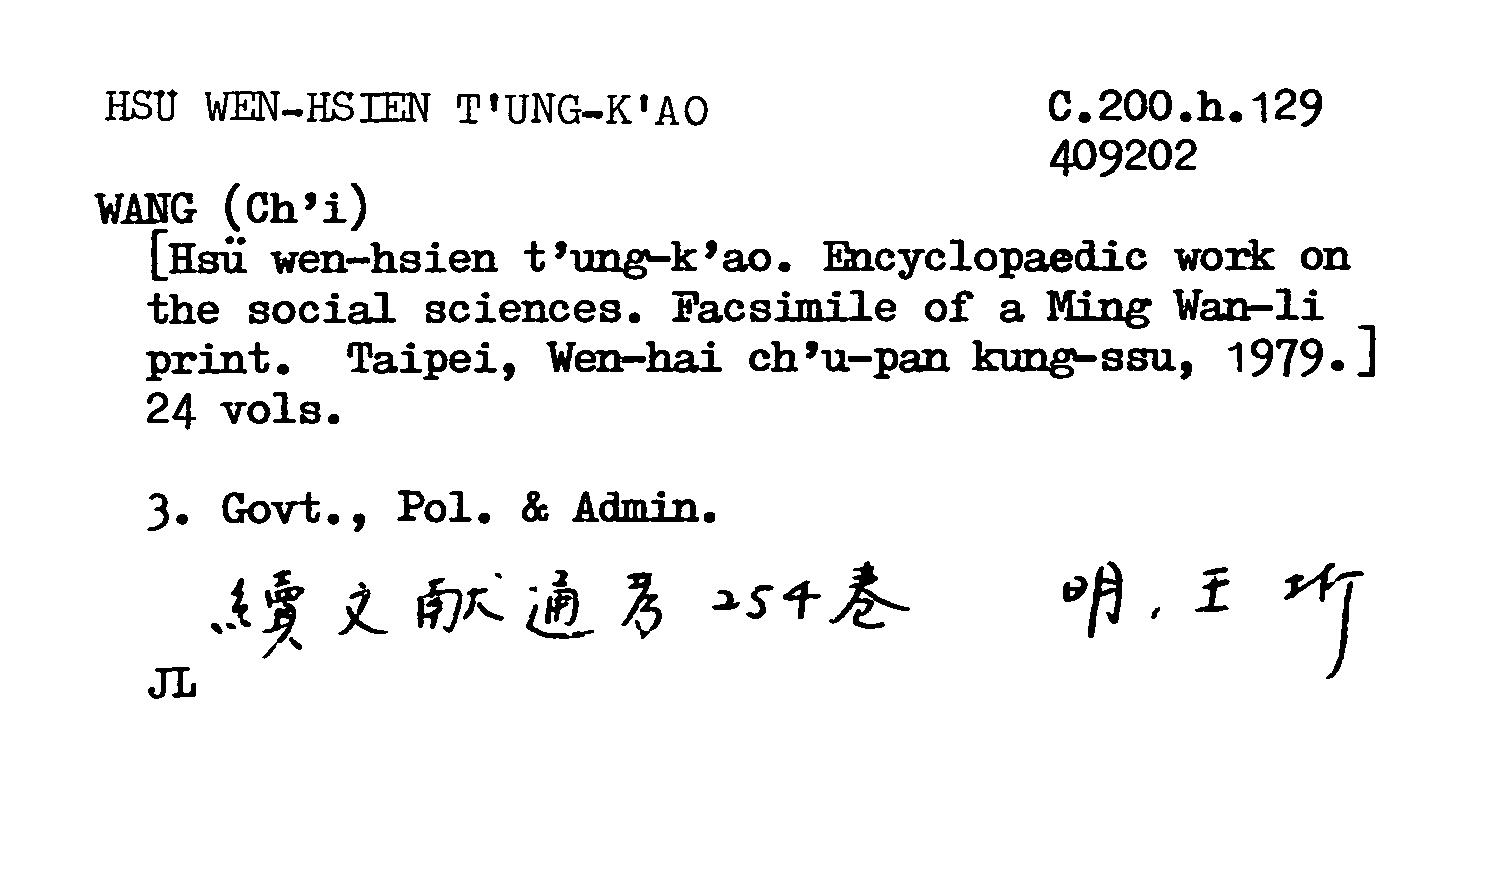 HSÜ WEN-HSIEN T'UNG-K'AO C.200.h.129
409202
WANG (Ch'i)
[Hsü wen-hsien t'ung-k'ao. Encyclopaedic work on
the social sciences. Facsimile of a Ming Wan-li
print. Taipei, Wen-hai ch'u-pan kung-ssu, 1979.]
24 vols.
3. Govt., Pol. & Admin.
續文献通考254卷 明,王圻
JL